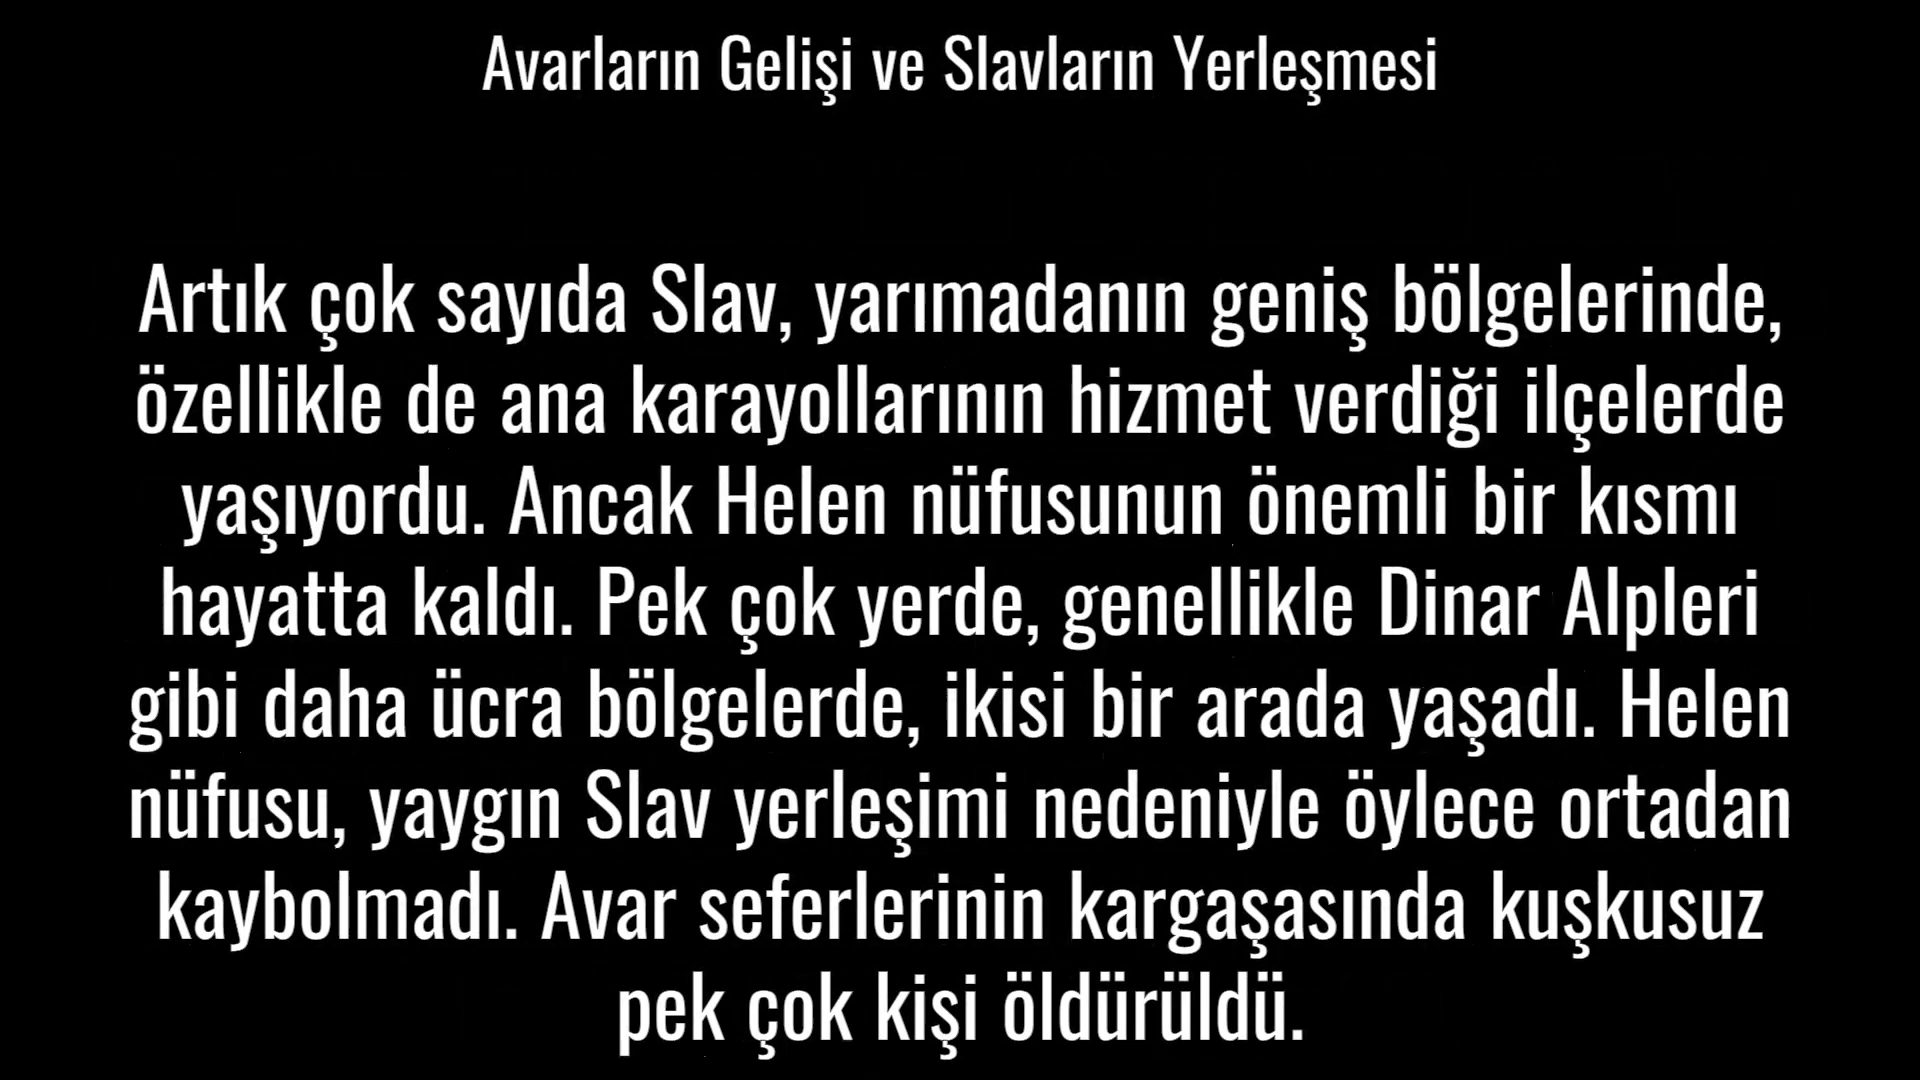 Avarların Gelişi ve Slavların Yerleşmesi
Artık çok sayıda Slav, yarımadanın geniş bölgelerinde,
özellikle de ana karayollarının hizmet verdiği ilçelerde
yaşıyordu. Ancak Helen nüfusunun önemli bir kısmı
hayatta kaldı. Pek çok yerde, genellikle Dinar Alpleri
gibi daha ücra bölgelerde, ikisi bir arada yaşadı. Helen
nüfusu, yaygın Slav yerleşimi nedeniyle öylece ortadan
kaybolmadı. Avar seferlerinin kargaşasında kuşkusuz
pek çok kişi öldürüldü.